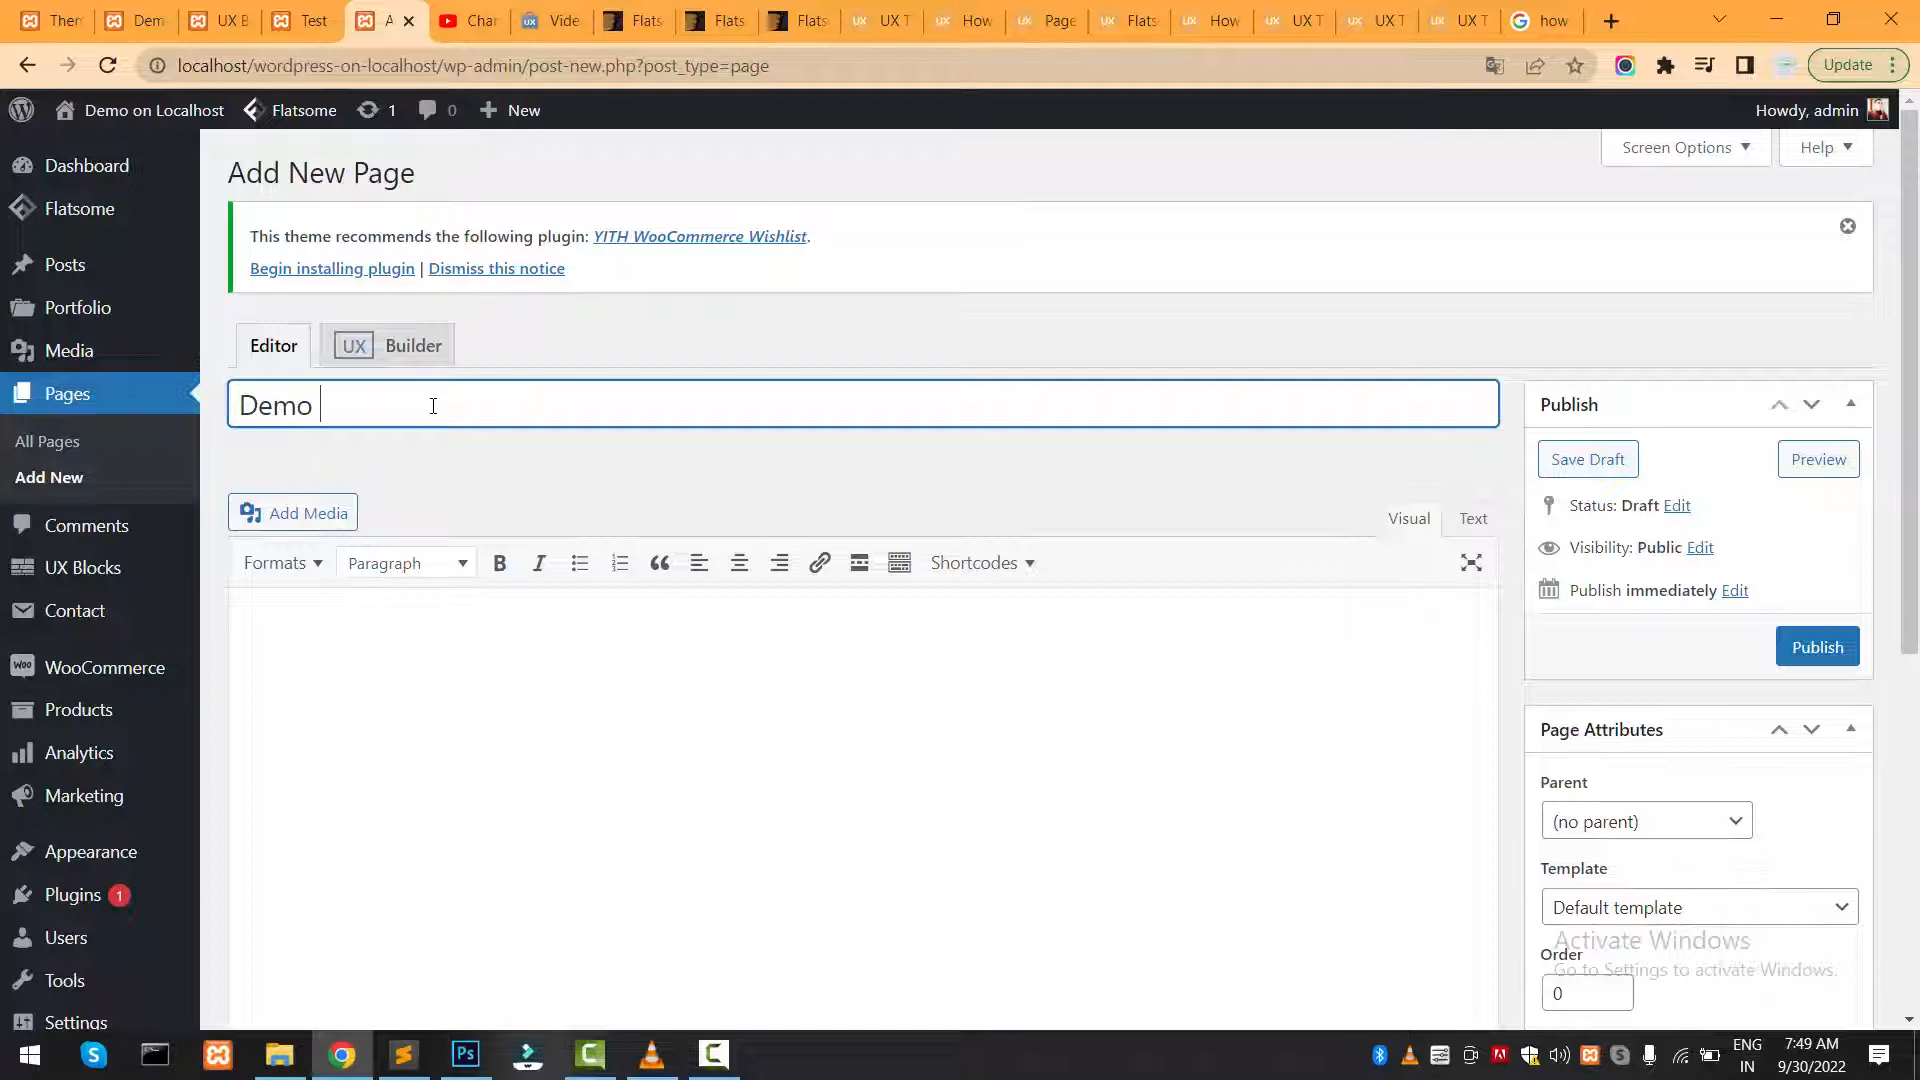 Them
Dem
UX B
Test
A
Char
Vide
Flats
Flats
Flats
UX T
How
Page
Flats
How
UX T
UX T
UX T
how
localhost/wordpress-on-localhost/wp-admin/post-new.php?post_type=page
Update
Demo on Localhost
Flatsome
1
0
New
Howdy, admin
Dashboard
Flatsome
Posts
Portfolio
Media
Pages
All Pages
Add New
Comments
UX Blocks
Contact
WooCommerce
Products
Analytics
Marketing
Appearance
Plugins 1
Users
Tools
Settings
Add New Page
Screen Options
Help
This theme recommends the following plugin: YITH WooCommerce Wishlist.
Begin installing plugin | Dismiss this notice
Editor
UX Builder
Demo
Add Media
Visual
Text
Formats
Paragraph
B
I
Shortcodes
Publish
Save Draft
Preview
Status: Draft Edit
Visibility: Public Edit
Publish immediately Edit
Publish
Page Attributes
Parent
(no parent)
Template
Default template
Order
0
Activate Windows
Go to Settings to activate Windows.
Ps
ENG
IN
7:49 AM
9/30/2022